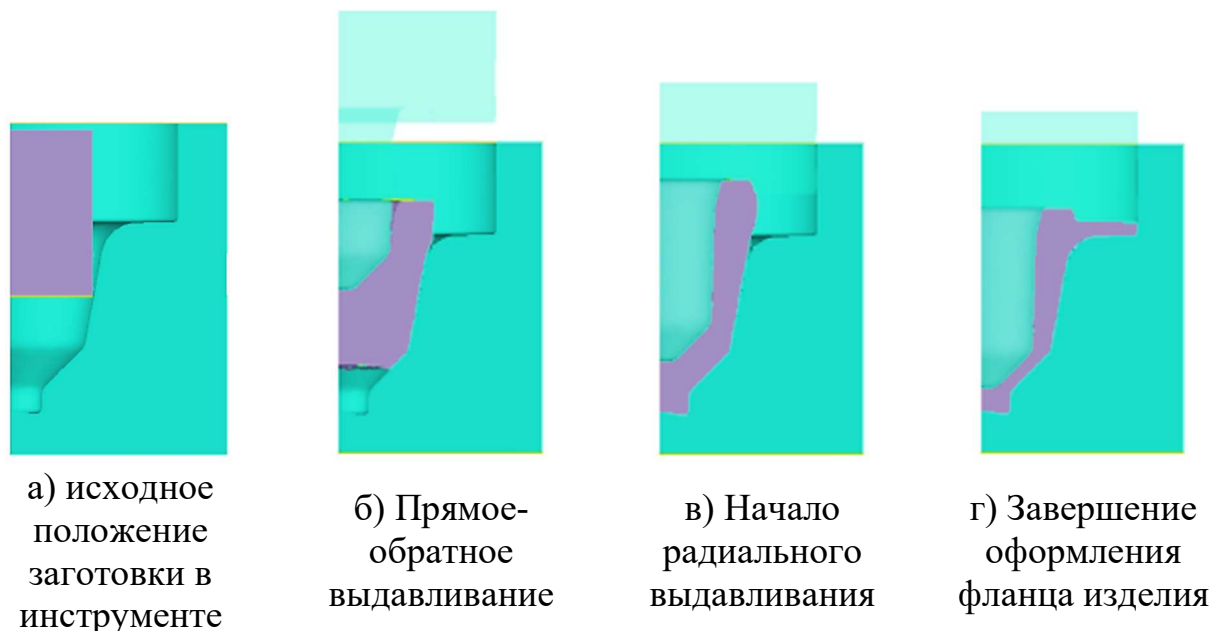 а) исходное
положение
заготовки в
инструменте
б) Прямое-
обратное
выдавливание
в) Начало
радиального
выдавливания
г) Завершение
оформления
фланца изделия